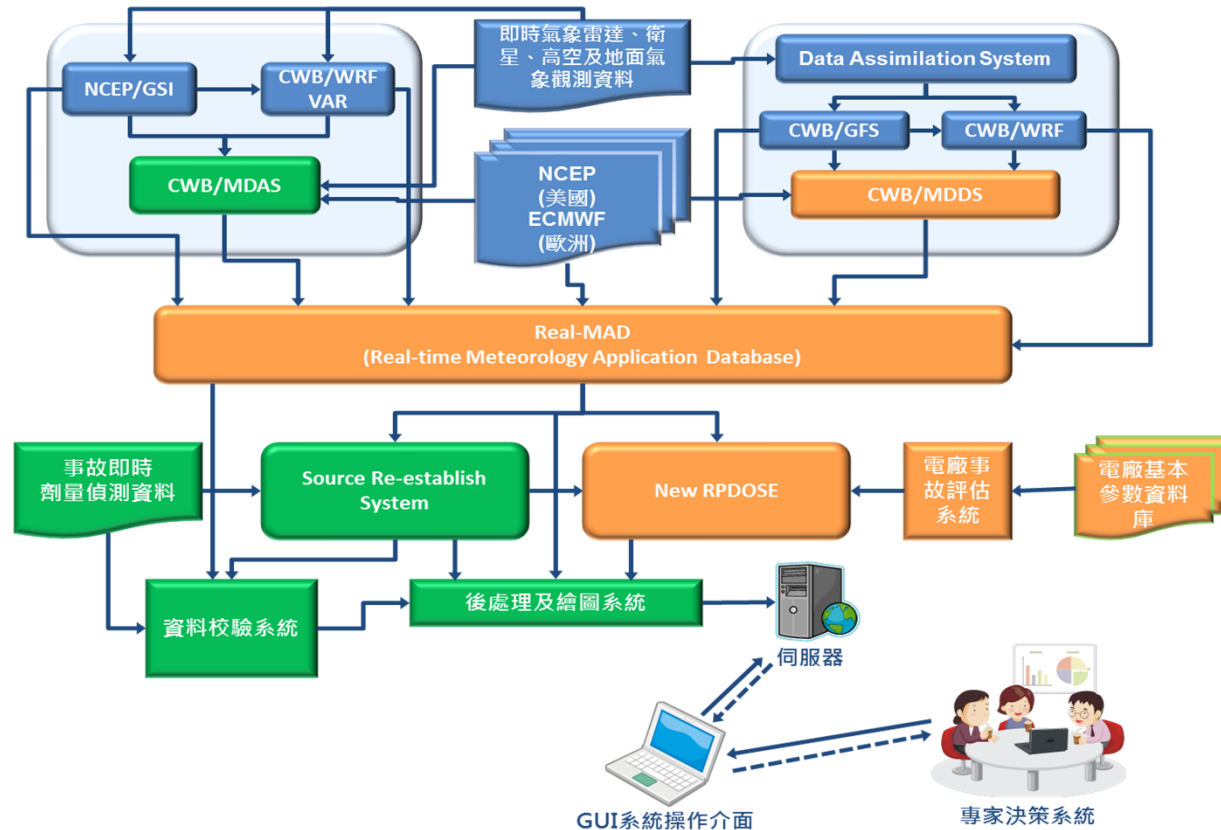 即時氣象雷達、衛
星、高空及地面氣
象觀測資料
NCEP/GSI
CWB/WRF
VAR
CWB/MDAS
NCEP
(美國)
ECMWF
(歐洲)
Data Assimilation System
CWB/GFS
CWB/WRF
CWB/MDDS
Real-MAD
(Real-time Meteorology Application Database)
事故即時
劑量偵測資料
Source Re-establish
System
New RPDOSE
電廠事
故評估
系統
電廠基本
參數資料
庫
資料校驗系統
後處理及繪圖系統
伺服器
GUI系統操作介面
專家決策系統